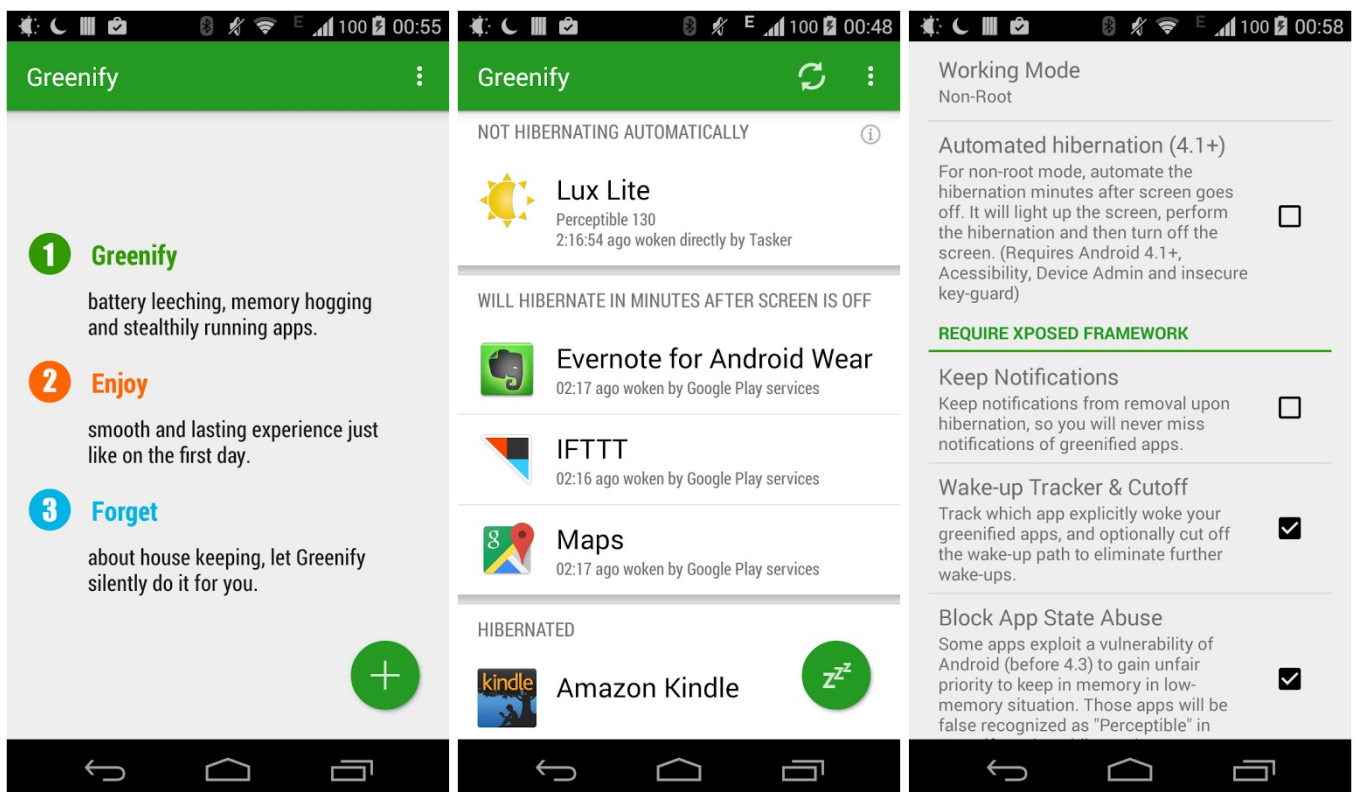 E 100 00:55
Greenify
1 Greenify
battery leeching, memory hogging
and stealthily running apps.
2 Enjoy
smooth and lasting experience just
like on the first day.
3 Forget
about house keeping, let Greenify
silently do it for you.
E 100 00:48
Greenify
NOT HIBERNATING AUTOMATICALLY
Lux Lite
Perceptible 130
2:16:54 ago woken directly by Tasker
WILL HIBERNATE IN MINUTES AFTER SCREEN IS OFF
Evernote for Android Wear
02:17 ago woken by Google Play services
IFTTT
02:16 ago woken by Google Play services
8
Maps
02:17 ago woken by Google Play services
HIBERNATED
kindle
Amazon Kindle
zzz
E 100 00:58
Working Mode
Non-Root
Automated hibernation (4.1+)
For non-root mode, automate the
hibernation minutes after screen goes
off. It will light up the screen, perform
the hibernation and then turn off the
screen. (Requires Android 4.1+,
Acessibility, Device Admin and insecure
key-guard)
REQUIRE XPOSED FRAMEWORK
Keep Notifications
Keep notifications from removal upon
hibernation, so you will never miss
notifications of greenified apps.
Wake-up Tracker & Cutoff
Track which app explicitly woke your
greenified apps, and optionally cut off
the wake-up path to eliminate further
wake-ups.
Block App State Abuse
Some apps exploit a vulnerability of
Android (before 4.3) to gain unfair
priority to keep in memory in low-
memory situation. Those apps will be
false recognized as "Perceptible" in